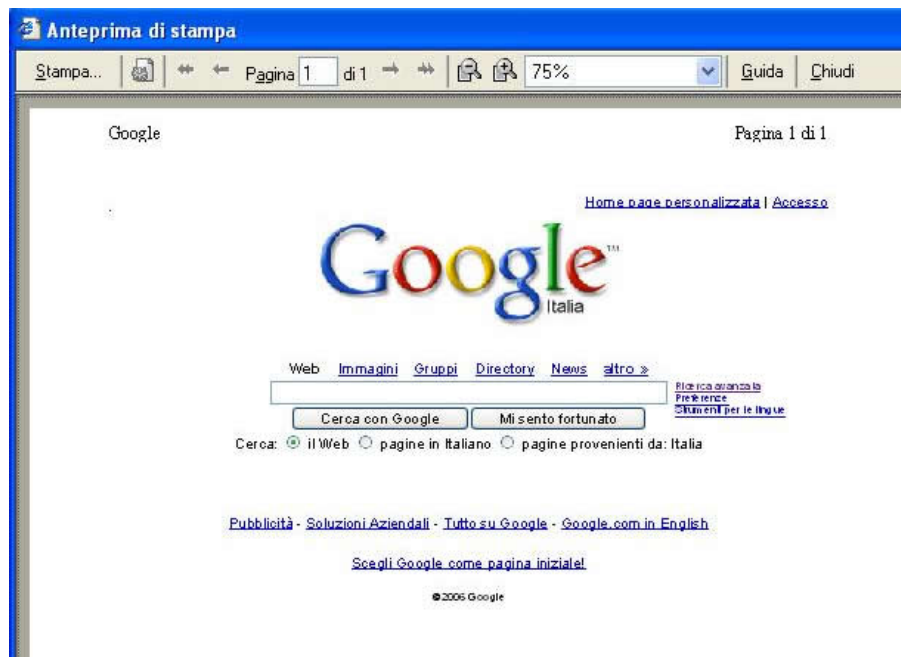 Anteprima di stampa
Stampa... Pagina 1 di 1 75% Guida Chiudi
Google Pagina 1 di 1
Home page personalizzata | Accesso
Google™
Italia
Web Immagini Gruppi Directory News altro »
Ricerca avanzata
Preferenze
Strumenti per le lingue
Cerca con Google Mi sento fortunato
Cerca: il Web pagine in Italiano pagine provenienti da: Italia
Pubblicità - Soluzioni Aziendali - Tutto su Google - Google.com in English
Scegli Google come pagina iniziale!
©2006 Google